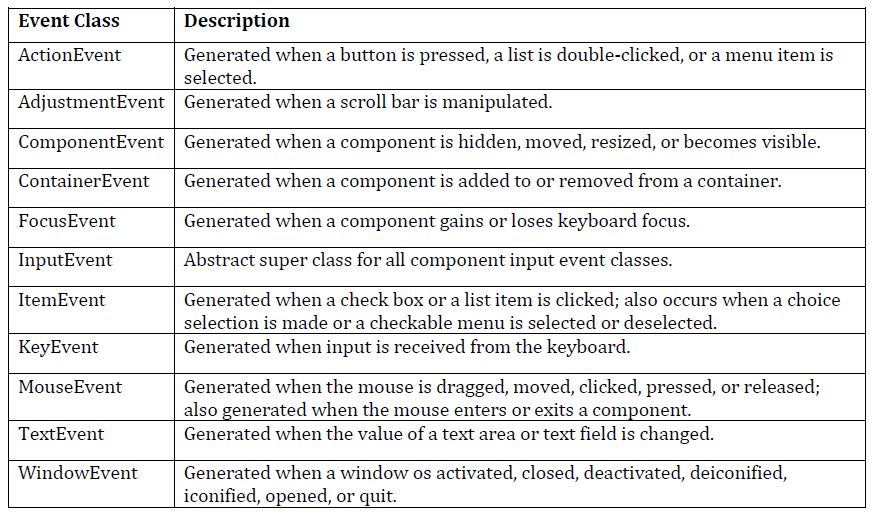 Event Class Description
ActionEvent Generated when a button is pressed, a list is double-clicked, or a menu item is
selected.
AdjustmentEvent Generated when a scroll bar is manipulated.
ComponentEvent Generated when a component is hidden, moved, resized, or becomes visible.
ContainerEvent Generated when a component is added to or removed from a container.
FocusEvent Generated when a component gains or loses keyboard focus.
InputEvent Abstract super class for all component input event classes.
ItemEvent Generated when a check box or a list item is clicked; also occurs when a choice
selection is made or a checkable menu is selected or deselected.
KeyEvent Generated when input is received from the keyboard.
MouseEvent Generated when the mouse is dragged, moved, clicked, pressed, or released;
also generated when the mouse enters or exits a component.
TextEvent Generated when the value of a text area or text field is changed.
WindowEvent Generated when a window os activated, closed, deactivated, deiconified,
iconified, opened, or quit.